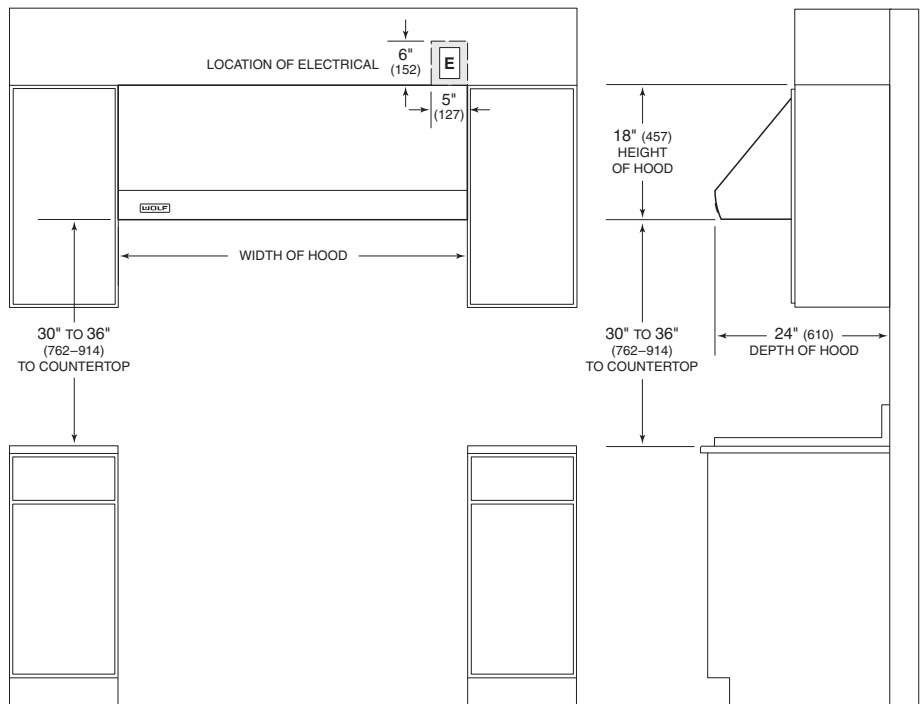 LOCATION OF ELECTRICAL
6"
(152)
E
5"
(127)
WOLF
WIDTH OF HOOD
30" TO 36"
(762–914)
TO COUNTERTOP
18" (457)
HEIGHT
OF HOOD
30" TO 36"
(762–914)
TO COUNTERTOP
24" (610)
DEPTH OF HOOD